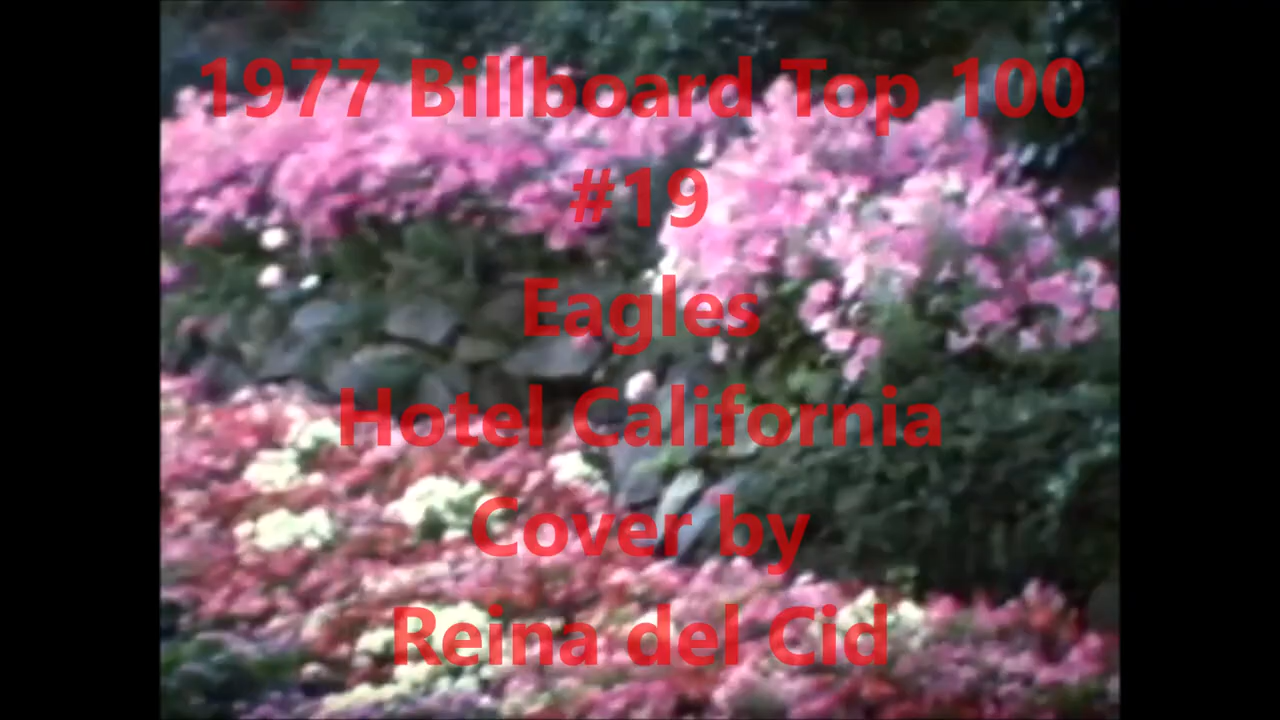 1977 Billboard Top 100
#19
Eagles
Hotel California
Cover by
Reina del Cid